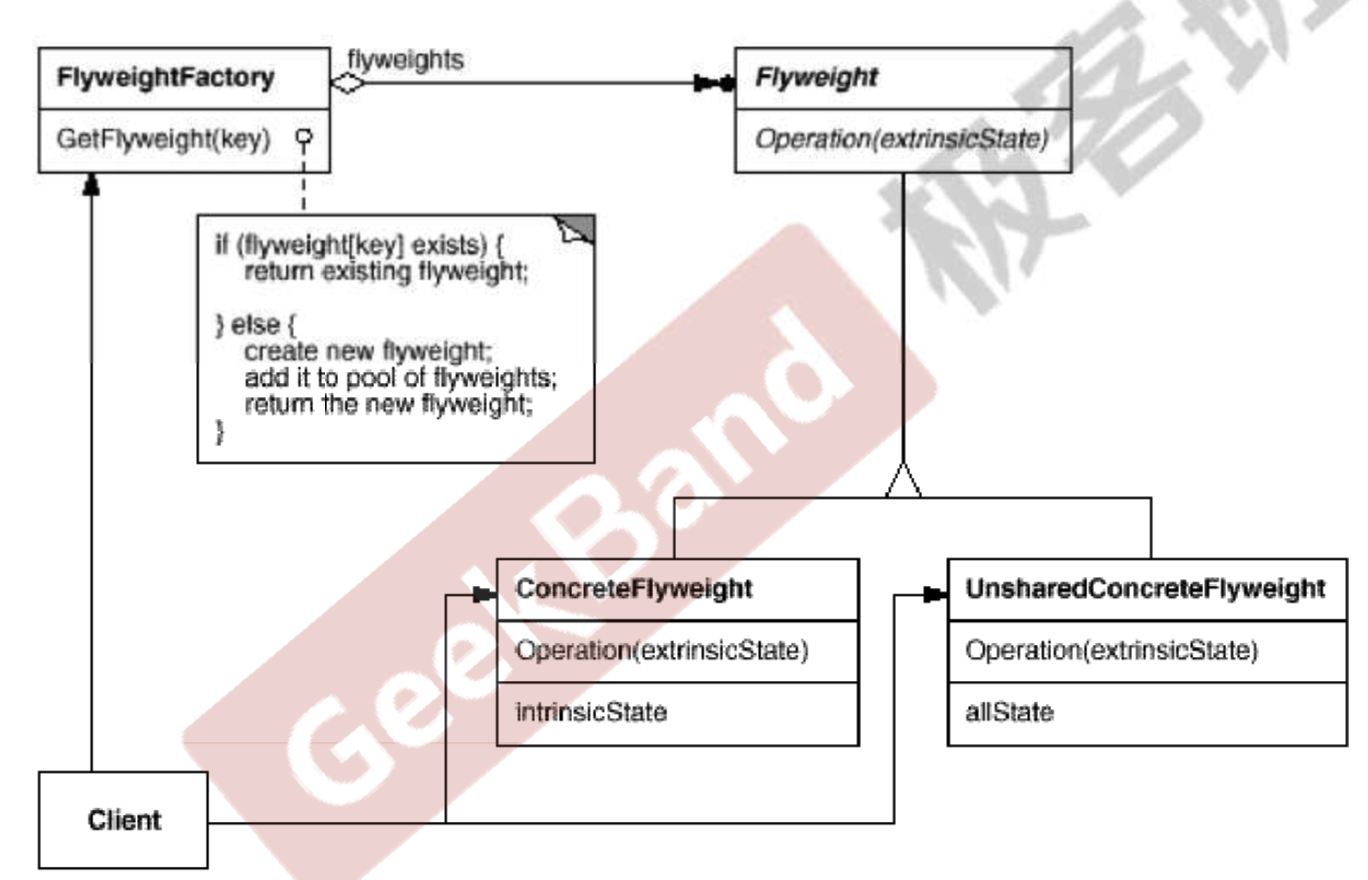 flyweights
FlyweightFactory
GetFlyweight(key)
Flyweight
Operation(extrinsicState)
if (flyweight[key] exists) {
return existing flyweight;
} else {
create new flyweight;
add it to pool of flyweights;
return the new flyweight;
}
ConcreteFlyweight
Operation(extrinsicState)
intrinsicState
UnsharedConcreteFlyweight
Operation(extrinsicState)
allState
Client
GeekBand
极客班